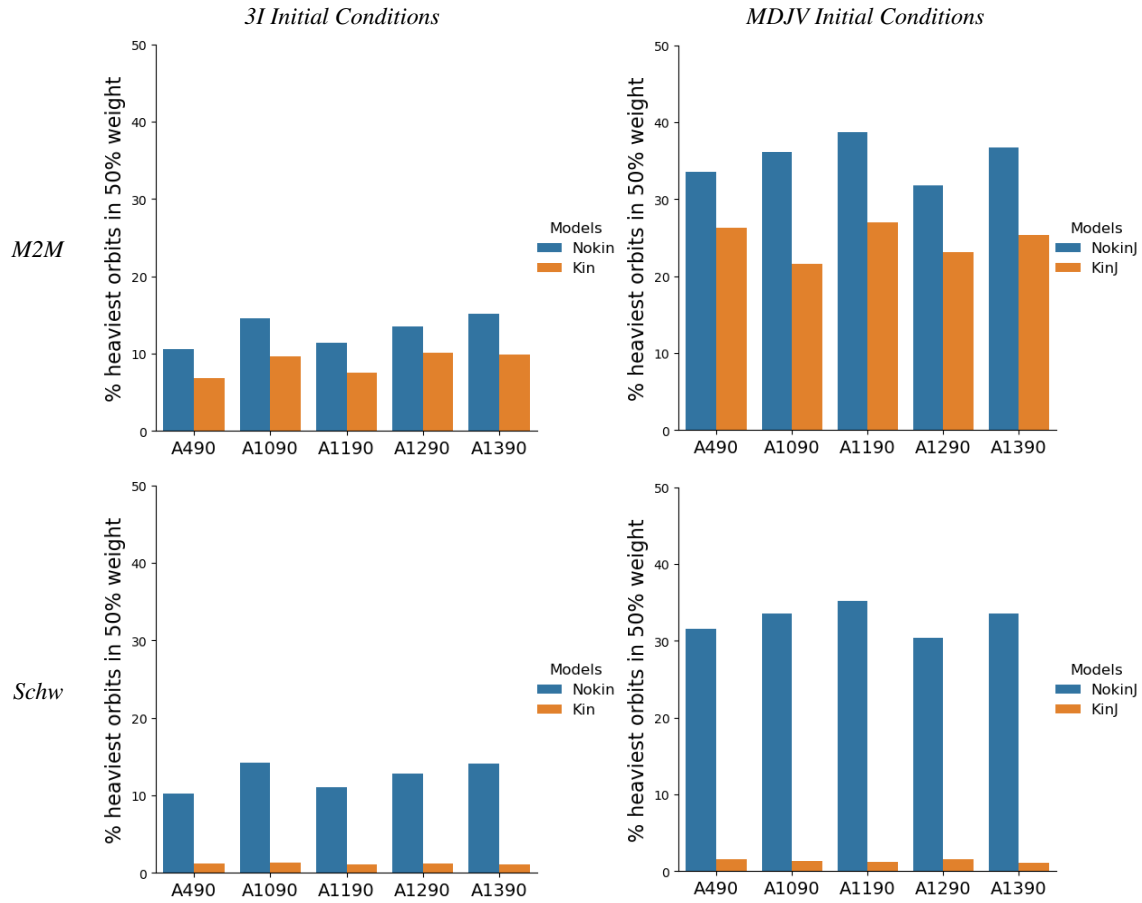 3I Initial Conditions
MDJV Initial Conditions
M2M
% heaviest orbits in 50% weight
50
40
30
20
10
0
A490 A1090 A1190 A1290 A1390
Models
Nokin
Kin
% heaviest orbits in 50% weight
50
40
30
20
10
0
A490 A1090 A1190 A1290 A1390
Models
NokinJ
KinJ
Schw
% heaviest orbits in 50% weight
50
40
30
20
10
0
A490 A1090 A1190 A1290 A1390
Models
Nokin
Kin
% heaviest orbits in 50% weight
50
40
30
20
10
0
A490 A1090 A1190 A1290 A1390
Models
NokinJ
KinJ